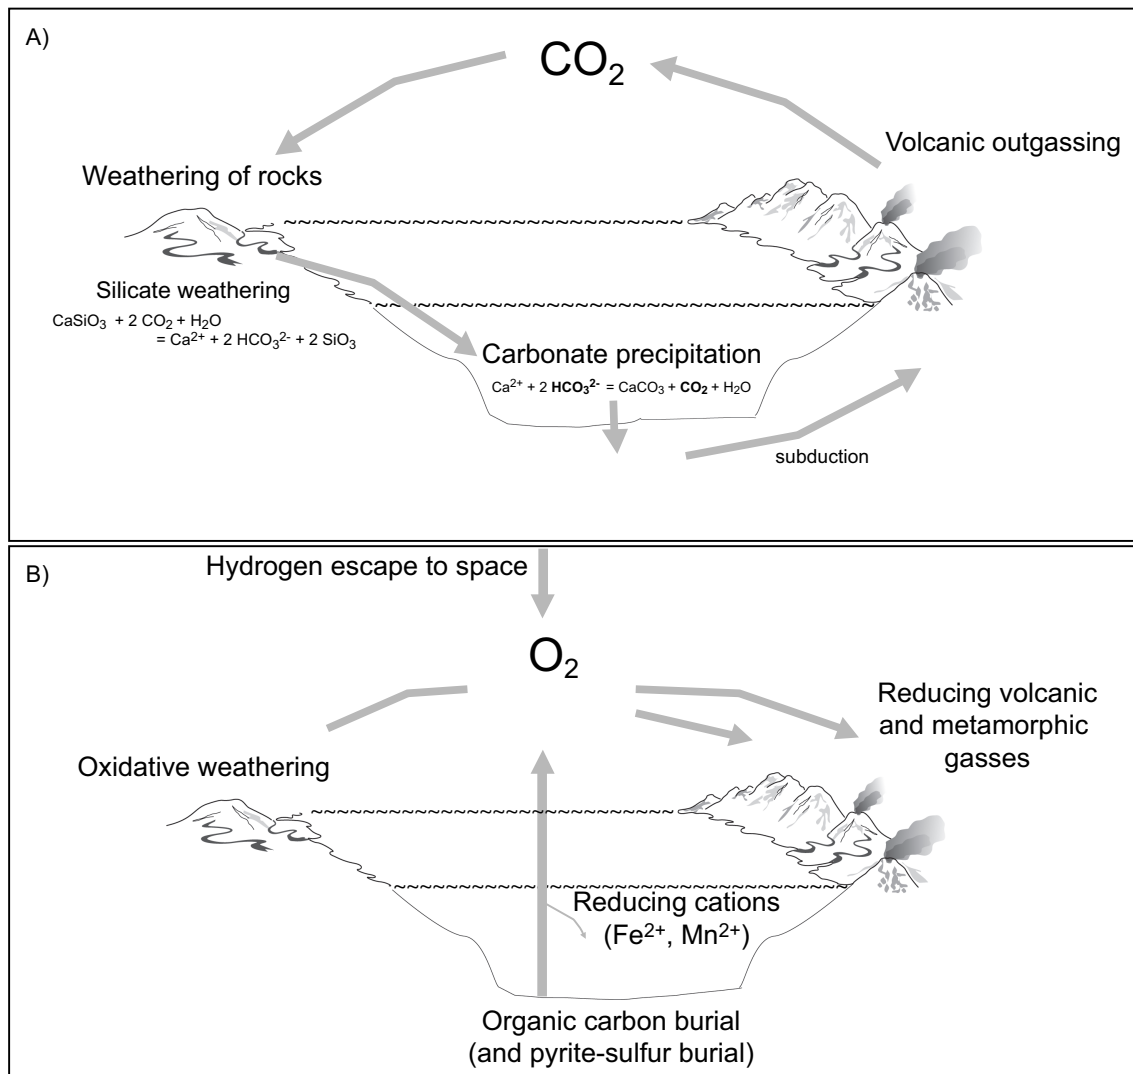 A)
CO₂
Volcanic outgassing
Weathering of rocks
Silicate weathering
CaSiO₃ + 2 CO₂ + H₂O
= Ca²⁺ + 2 HCO₃²⁻ + 2 SiO₃
Carbonate precipitation
Ca²⁺ + 2 HCO₃²⁻ = CaCO₃ + CO₂ + H₂O
subduction
B)
Hydrogen escape to space
O₂
Reducing volcanic
and metamorphic
gasses
Oxidative weathering
Reducing cations
(Fe²⁺, Mn²⁺)
Organic carbon burial
(and pyrite-sulfur burial)